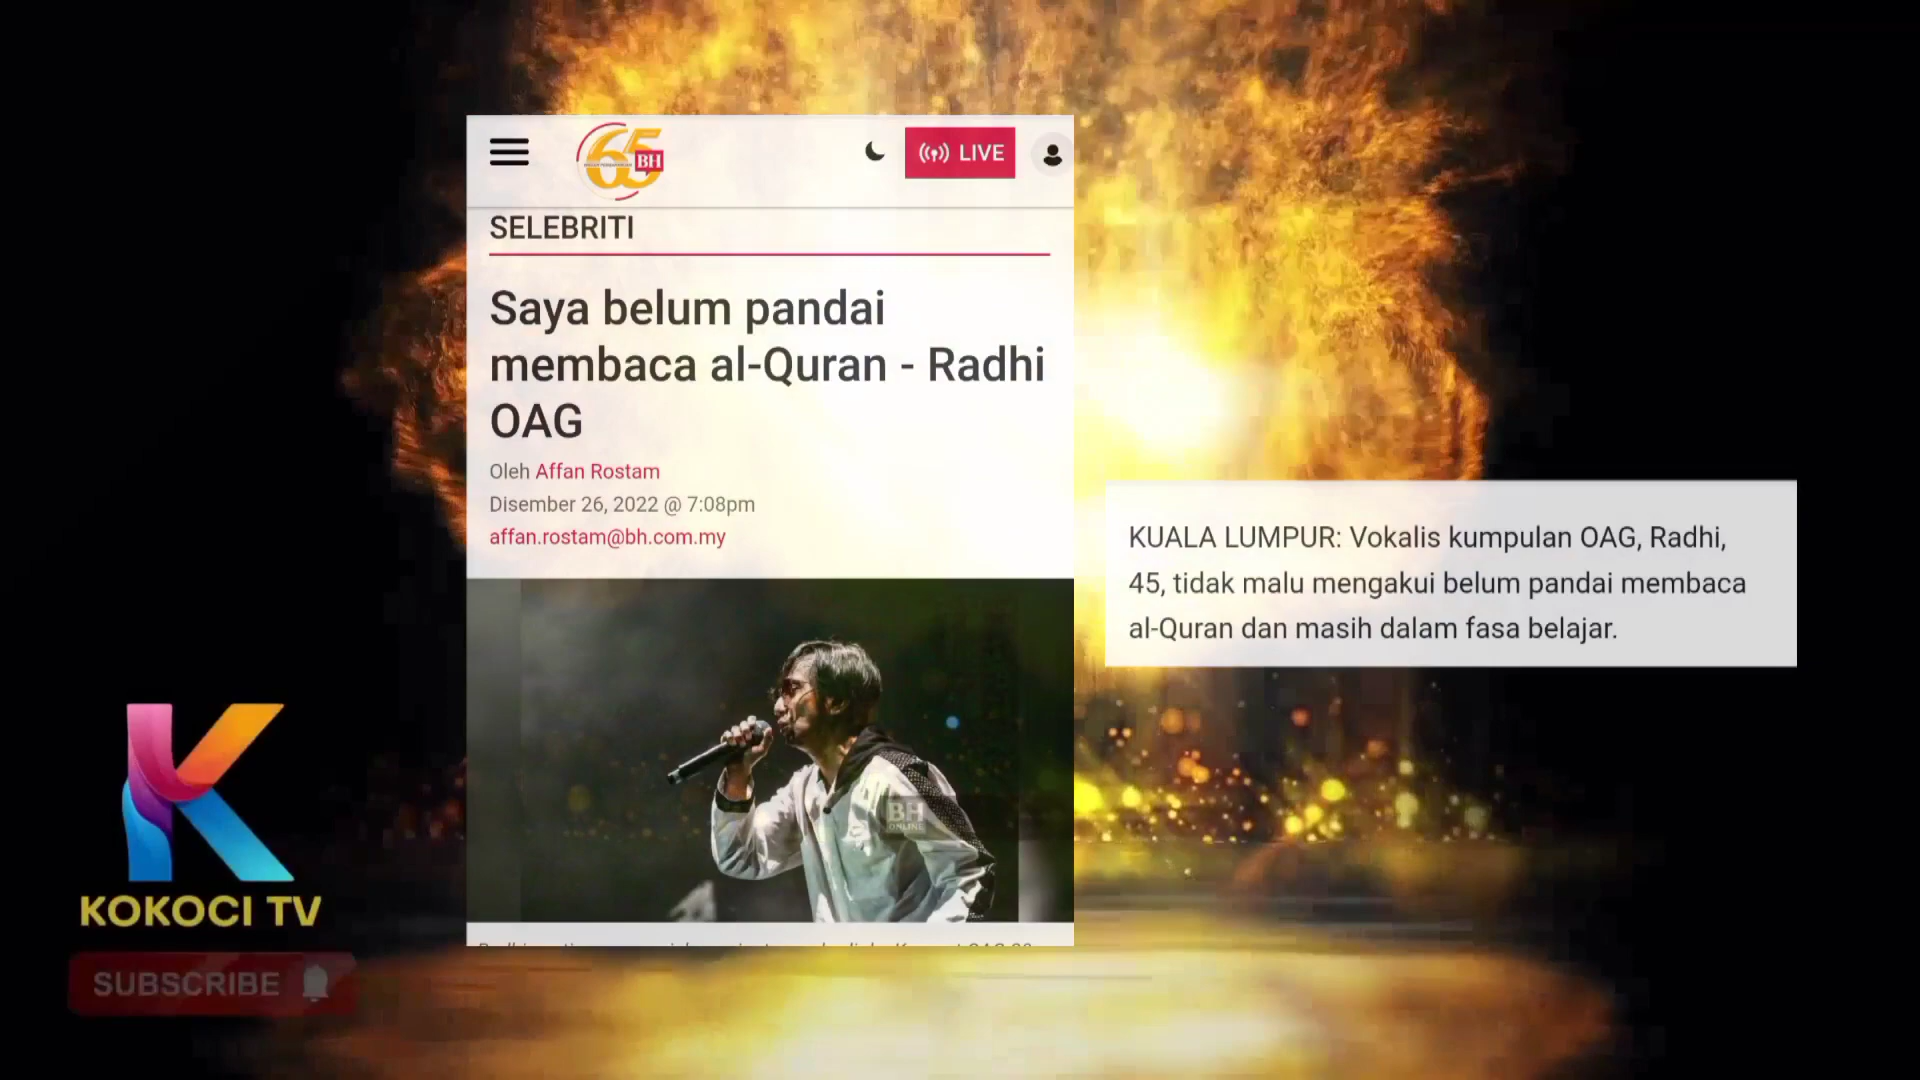 65
BH
LIVE
SELEBRITI
Saya belum pandai
membaca al-Quran - Radhi
OAG
Oleh Affan Rostam
Disember 26, 2022 @ 7:08pm
affan.rostam@bh.com.my
BH
ONLINE
KUALA LUMPUR: Vokalis kumpulan OAG, Radhi,
45, tidak malu mengakui belum pandai membaca
al-Quran dan masih dalam fasa belajar.
KOKOCI TV
SUBSCRIBE